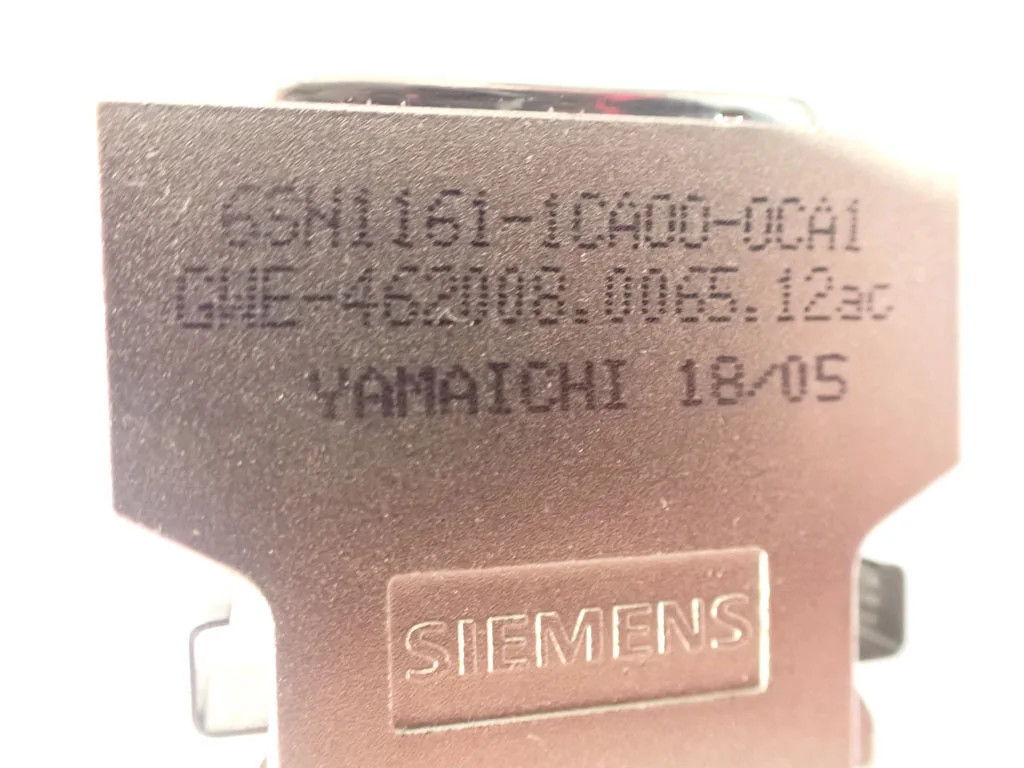 6SN1161-1CA00-0CA1
GWE-462008.0065.12ac
YAMAICHI 18/05
SIEMENS